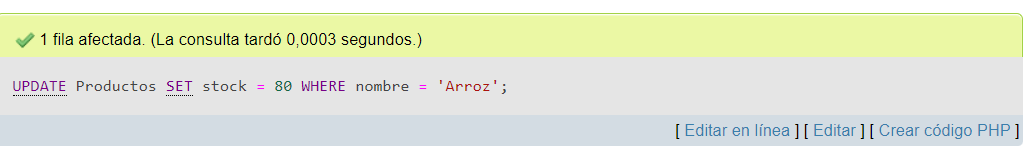 1 fila afectada. (La consulta tardó 0,0003 segundos.)
UPDATE Productos SET stock = 80 WHERE nombre = 'Arroz';
[ Editar en línea ] [ Editar ] [ Crear código PHP ]